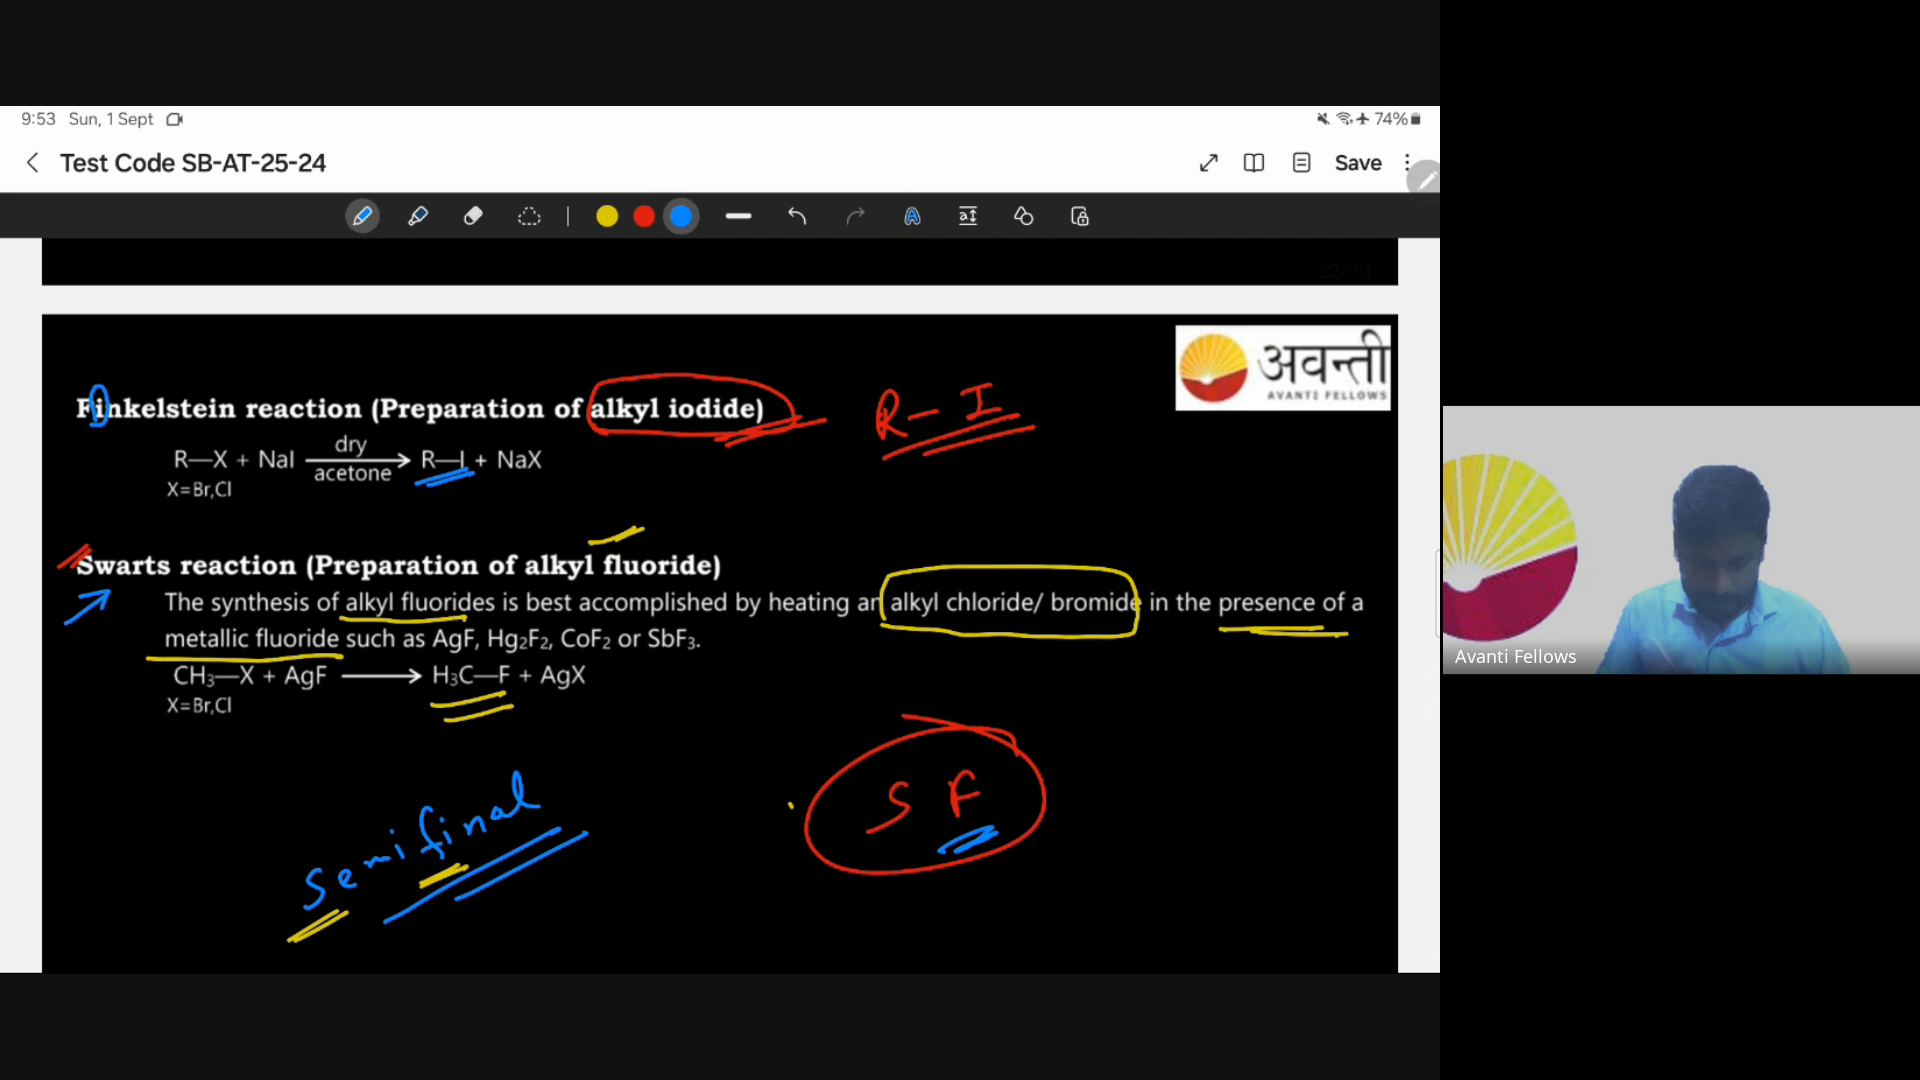 9:53 Sun, 1 Sept 74%
Test Code SB-AT-25-24
Save
22/70
अवन्ती
AVANTI FELLOWS
Finkelstein reaction (Preparation of alkyl iodide)
R - I
R—X + NaI dry acetone R—I + NaX
X=Br,Cl
Swarts reaction (Preparation of alkyl fluoride)
The synthesis of alkyl fluorides is best accomplished by heating an alkyl chloride/ bromide in the presence of a
metallic fluoride such as AgF, Hg₂F₂, CoF₂ or SbF₃.
CH₃—X + AgF ⟶ H₃C—F + AgX
X=Br,Cl
S F
Semifinal
Avanti Fellows